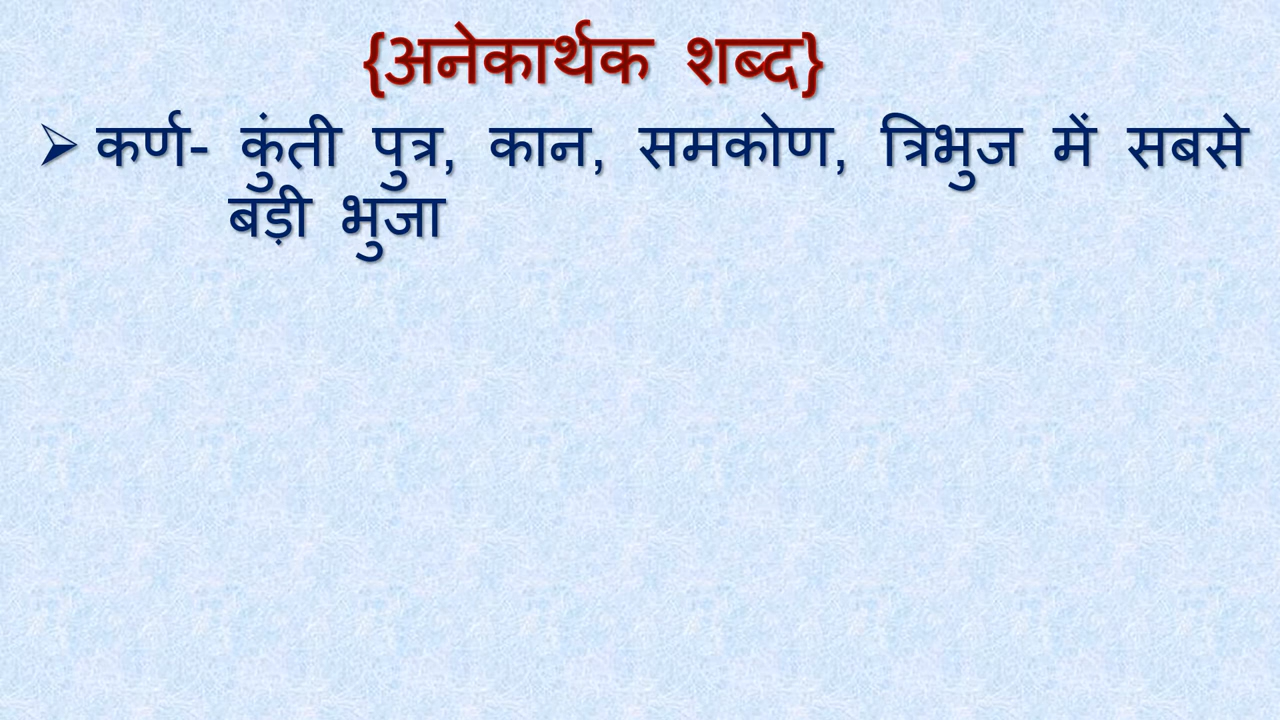 {अनेकार्थक शब्द}
➢ कर्ण- कुंती पुत्र, कान, समकोण, त्रिभुज में सबसे
बड़ी भुजा